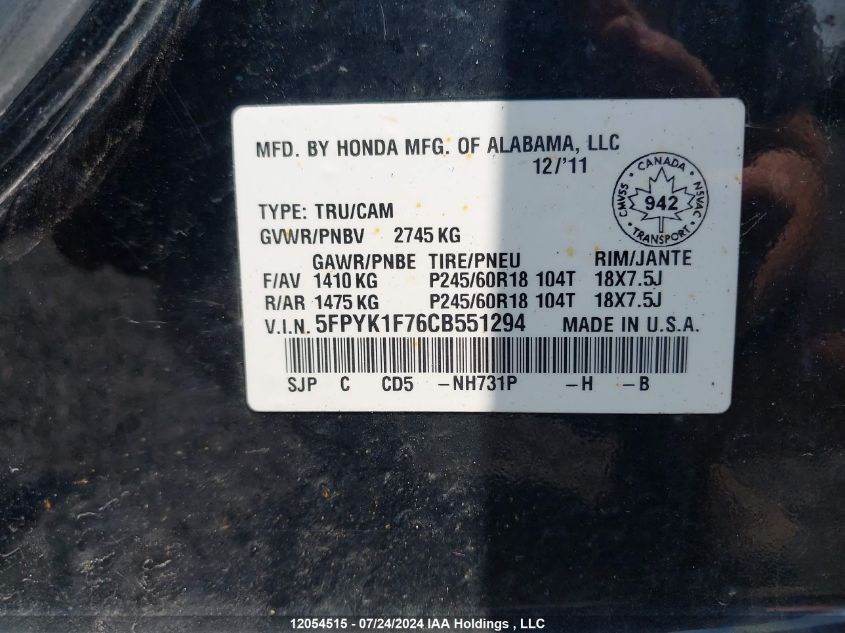 MFD. BY HONDA MFG. OF ALABAMA, LLC
12/'11
CANADA
CMVSS
NSVAC
942
TRANSPORT
TYPE: TRU/CAM
GVWR/PNBV 2745 KG
GAWR/PNBE TIRE/PNEU RIM/JANTE
F/AV 1410 KG P245/60R18 104T 18X7.5J
R/AR 1475 KG P245/60R18 104T 18X7.5J
V.I.N. 5FPYK1F76CB551294 MADE IN U.S.A.
SJP C CD5 -NH731P -H -B
12054515 - 07/24/2024 IAA Holdings , LLC